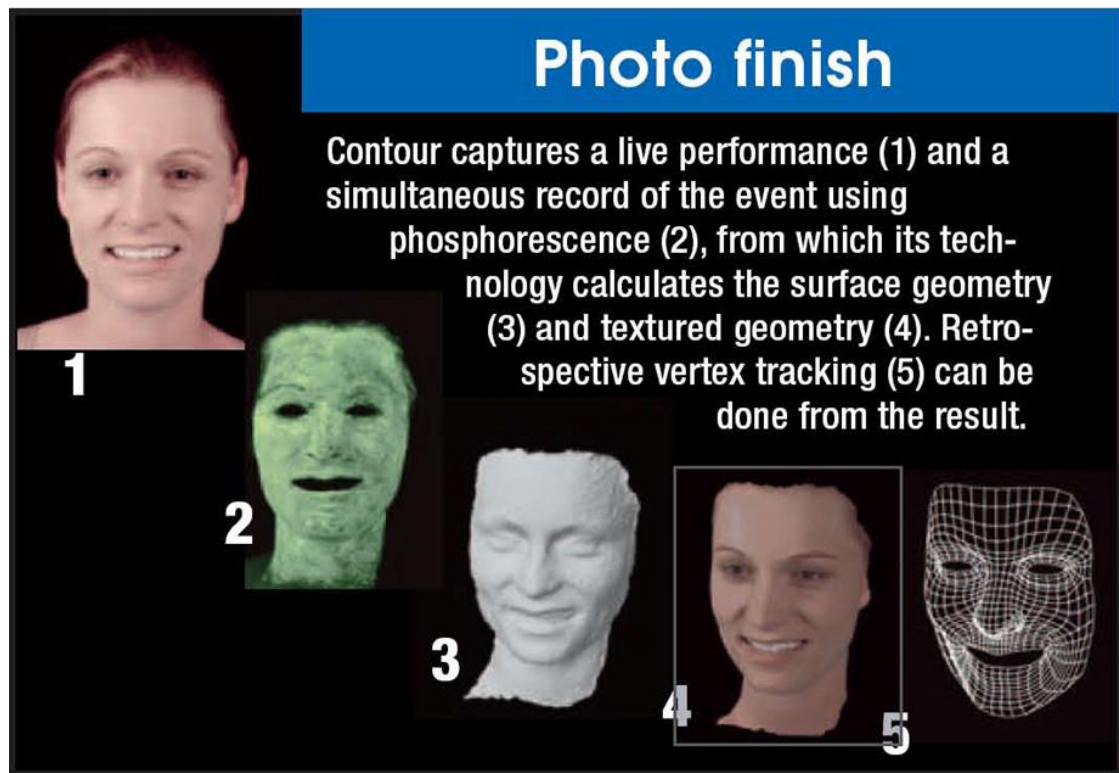 Photo finish
Contour captures a live performance (1) and a
simultaneous record of the event using
phosphorescence (2), from which its tech-
nology calculates the surface geometry
(3) and textured geometry (4). Retro-
spective vertex tracking (5) can be
done from the result.
1
2
3
4
5